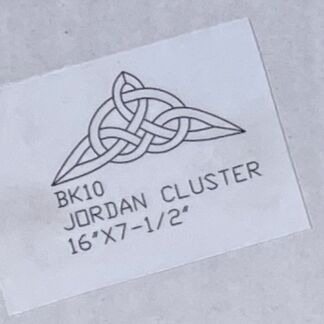 BK10
JORDAN CLUSTER
16"X7-1/2"